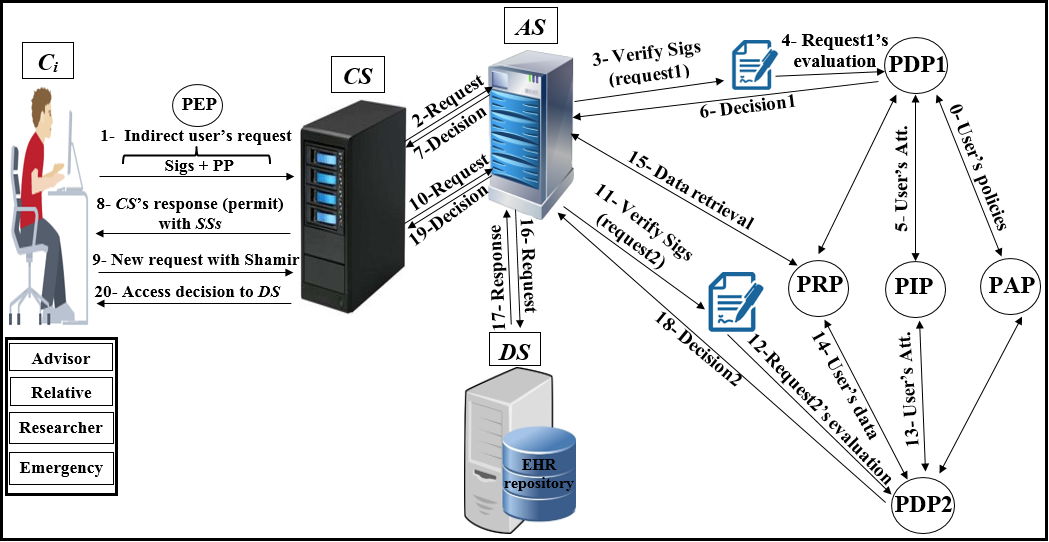 AS
C i
CS
PEP
1- Indirect user's request
Sigs + PP
8- CS's response (permit)
with SSs
9- New request with Shamir
20- Access decision to DS
Advisor
Relative
Researcher
Emergency
2-Request
7-Decision
10-Request
19-Decision
3- Verify Sigs
(request1)
4- Request1's
evaluation
6- Decision1
PDP1
15- Data retrieval
11- Verify Sigs
(request2)
16- Request
17- Response
18- Decision2
12-Request2's evaluation
5- User's Att.
0- User's policies
PRP
PIP
PAP
14- User's data
13- User's Att.
PDP2
DS
EHR
repository